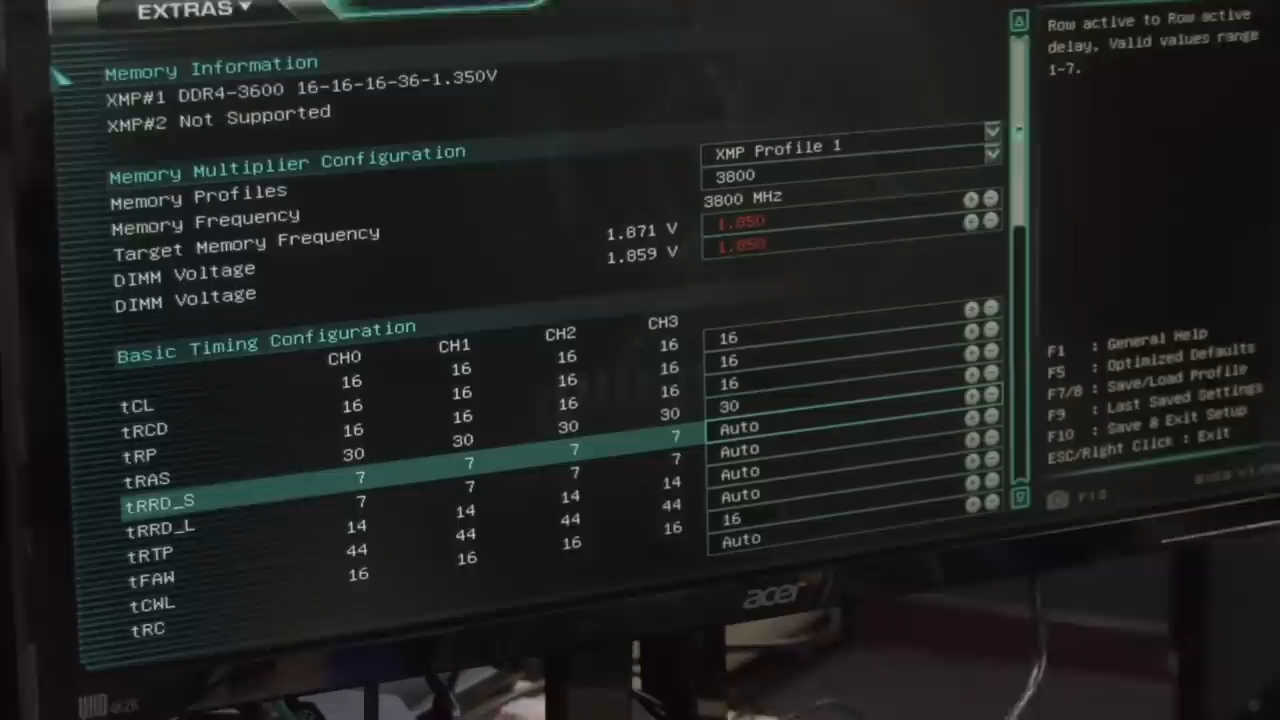 EXTRAS
Memory Information
XMP#1 DDR4-3600 16-16-16-36-1.350V
XMP#2 Not Supported
Memory Multiplier Configuration
Memory Profiles XMP Profile 1
Memory Frequency 3800
Target Memory Frequency 3800 MHz
DIMM Voltage 1.871 V 1.850
DIMM Voltage 1.859 V 1.850
Basic Timing Configuration
CH0 CH1 CH2 CH3
tCL 16 16 16 16 16
tRCD 16 16 16 16 16
tRP 16 16 16 16 16
tRAS 30 30 30 30 30
tRRD_S 7 7 7 7 Auto
tRRD_L 7 7 7 7 Auto
tRTP 14 14 14 14 Auto
tFAW 44 44 44 44 Auto
tCWL 16 16 16 16 16
tRC Auto
Row active to Row active
delay, Valid values range
1-7.
F1 : General Help
F5 : Optimized Defaults
F7/8 : Save/Load Profile
F9 : Last Saved Settings
F10 : Save & Exit Setup
ESC/Right Click : Exit
F12
acer